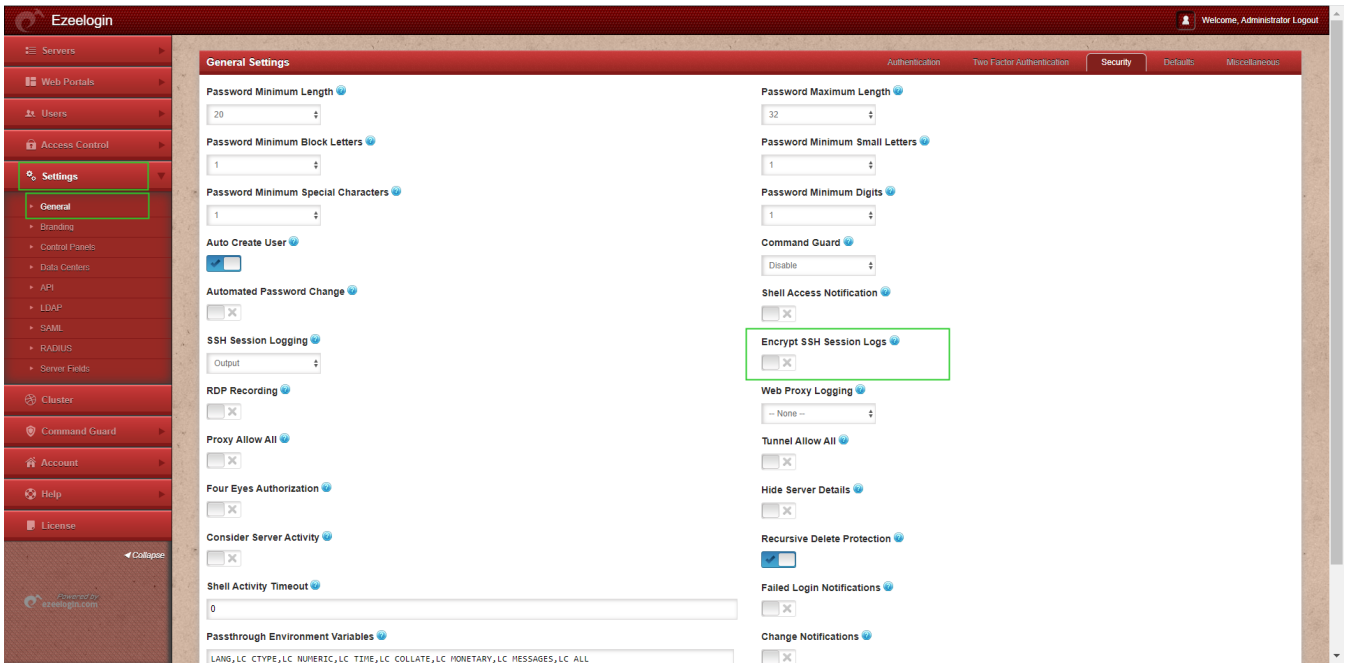 Ezeelogin
Welcome, Administrator Logout
Servers
Web Portals
Users
Access Control
Settings
General
Branding
Control Panels
Data Centers
API
LDAP
SAML
RADIUS
Server Fields
Cluster
Command Guard
Account
Help
License
Collapse
Powered by
ezeelogin.com
General Settings
Authentication
Two Factor Authentication
Security
Defaults
Miscellaneous
Password Minimum Length
Password Maximum Length
20
32
Password Minimum Block Letters
Password Minimum Small Letters
1
1
Password Minimum Special Characters
Password Minimum Digits
1
1
Auto Create User
Command Guard
Disable
Automated Password Change
Shell Access Notification
SSH Session Logging
Encrypt SSH Session Logs
Output
RDP Recording
Web Proxy Logging
-- None --
Proxy Allow All
Tunnel Allow All
Four Eyes Authorization
Hide Server Details
Consider Server Activity
Recursive Delete Protection
Shell Activity Timeout
Failed Login Notifications
0
Passthrough Environment Variables
Change Notifications
LANG,LC_CTYPE,LC_NUMERIC,LC_TIME,LC_COLLATE,LC_MONETARY,LC_MESSAGES,LC_ALL